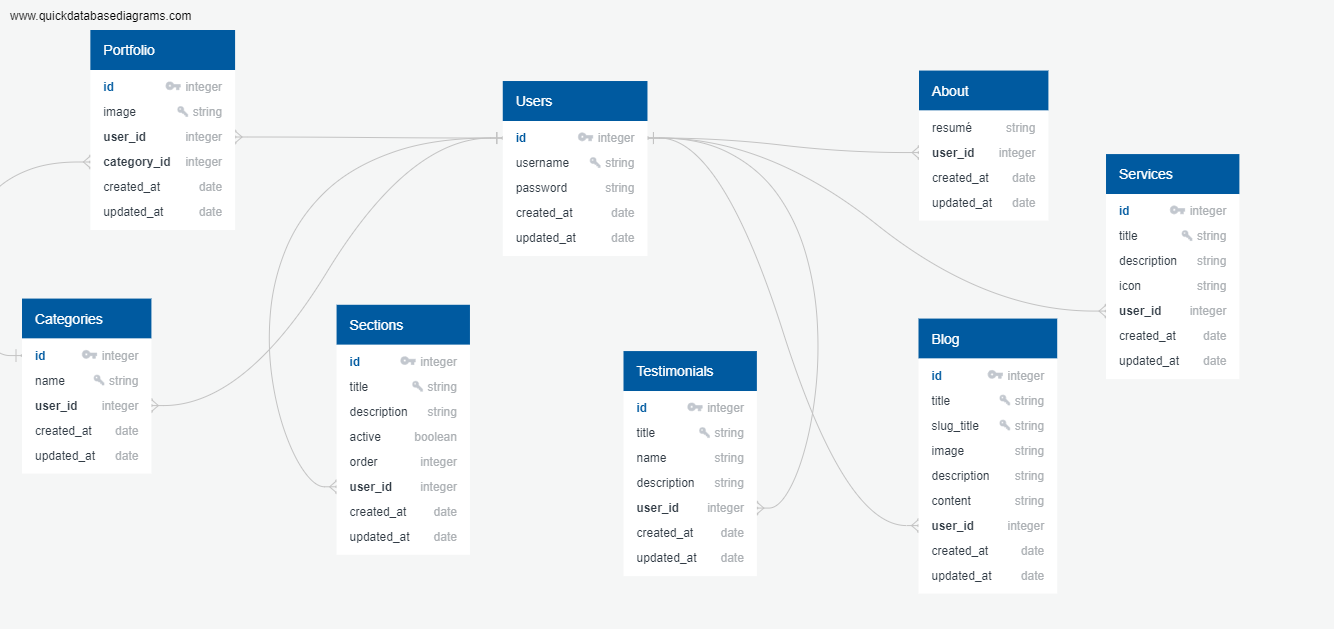 www.quickdatabasediagrams.com
Portfolio
id integer
image string
user_id integer
category_id integer
created_at date
updated_at date
Users
id integer
username string
password string
created_at date
updated_at date
About
resumé string
user_id integer
created_at date
updated_at date
Services
id integer
title string
description string
icon string
user_id integer
created_at date
updated_at date
Categories
id integer
name string
user_id integer
created_at date
updated_at date
Sections
id integer
title string
description string
active boolean
order integer
user_id integer
created_at date
updated_at date
Testimonials
id integer
title string
name string
description string
user_id integer
created_at date
updated_at date
Blog
id integer
title string
slug_title string
image string
description string
content string
user_id integer
created_at date
updated_at date